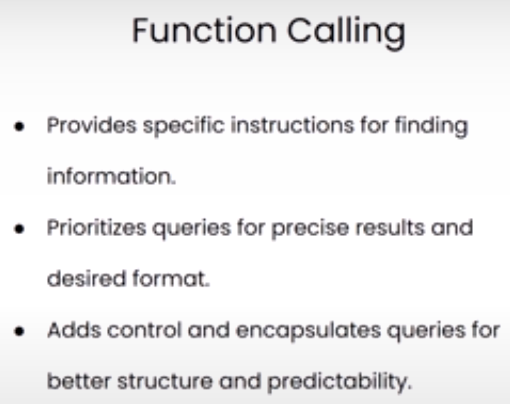 Function Calling
● Provides specific instructions for finding
information.
● Prioritizes queries for precise results and
desired format.
● Adds control and encapsulates queries for
better structure and predictability.